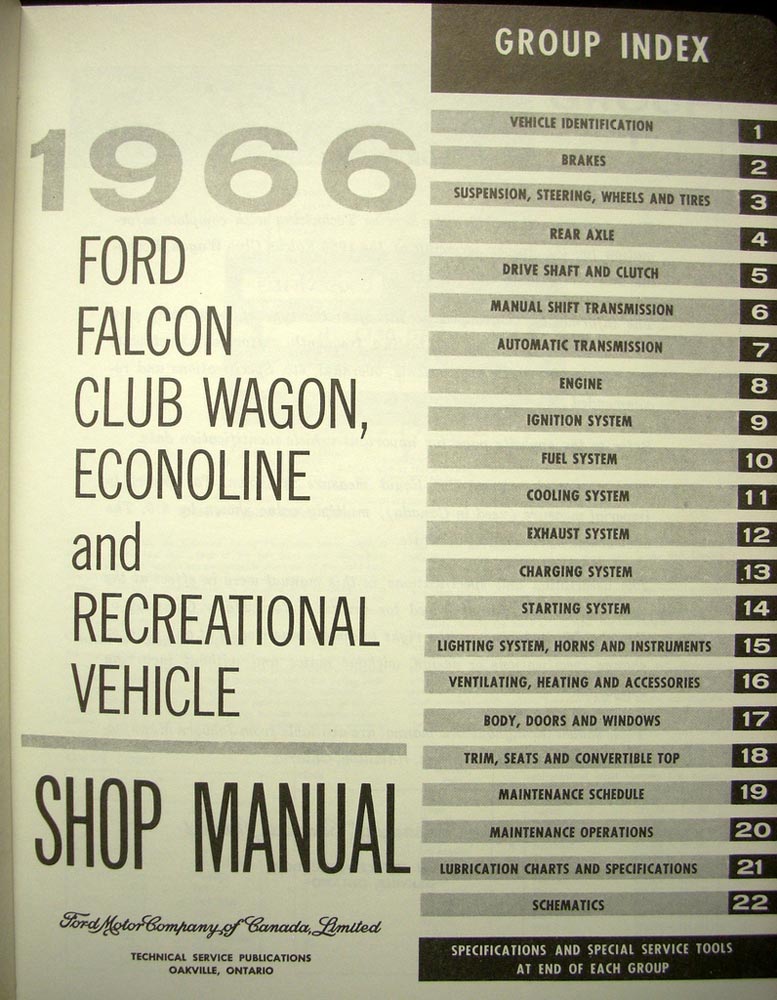 1966
FORD
FALCON
CLUB WAGON,
ECONOLINE
and
RECREATIONAL
VEHICLE
SHOP MANUAL
Ford Motor Company of Canada, Limited
TECHNICAL SERVICE PUBLICATIONS
OAKVILLE, ONTARIO
GROUP INDEX
VEHICLE IDENTIFICATION 1
BRAKES 2
SUSPENSION, STEERING, WHEELS AND TIRES 3
REAR AXLE 4
DRIVE SHAFT AND CLUTCH 5
MANUAL SHIFT TRANSMISSION 6
AUTOMATIC TRANSMISSION 7
ENGINE 8
IGNITION SYSTEM 9
FUEL SYSTEM 10
COOLING SYSTEM 11
EXHAUST SYSTEM 12
CHARGING SYSTEM 13
STARTING SYSTEM 14
LIGHTING SYSTEM, HORNS AND INSTRUMENTS 15
VENTILATING, HEATING AND ACCESSORIES 16
BODY, DOORS AND WINDOWS 17
TRIM, SEATS AND CONVERTIBLE TOP 18
MAINTENANCE SCHEDULE 19
MAINTENANCE OPERATIONS 20
LUBRICATION CHARTS AND SPECIFICATIONS 21
SCHEMATICS 22
SPECIFICATIONS AND SPECIAL SERVICE TOOLS
AT END OF EACH GROUP